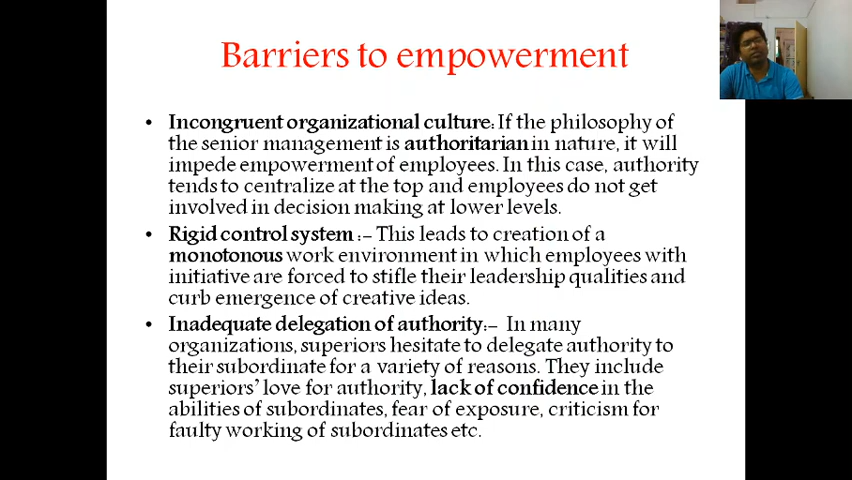 Barriers to empowerment
• Incongruent organizational culture: If the philosophy of
the senior management is authoritarian in nature, it will
impede empowerment of employees. In this case, authority
tends to centralize at the top and employees do not get
involved in decision making at lower levels.
• Rigid control system :- This leads to creation of a
monotonous work environment in which employees with
initiative are forced to stifle their leadership qualities and
curb emergence of creative ideas.
• Inadequate delegation of authority:- In many
organizations, superiors hesitate to delegate authority to
their subordinate for a variety of reasons. They include
superiors' love for authority, lack of confidence in the
abilities of subordinates, fear of exposure, criticism for
faulty working of subordinates etc.